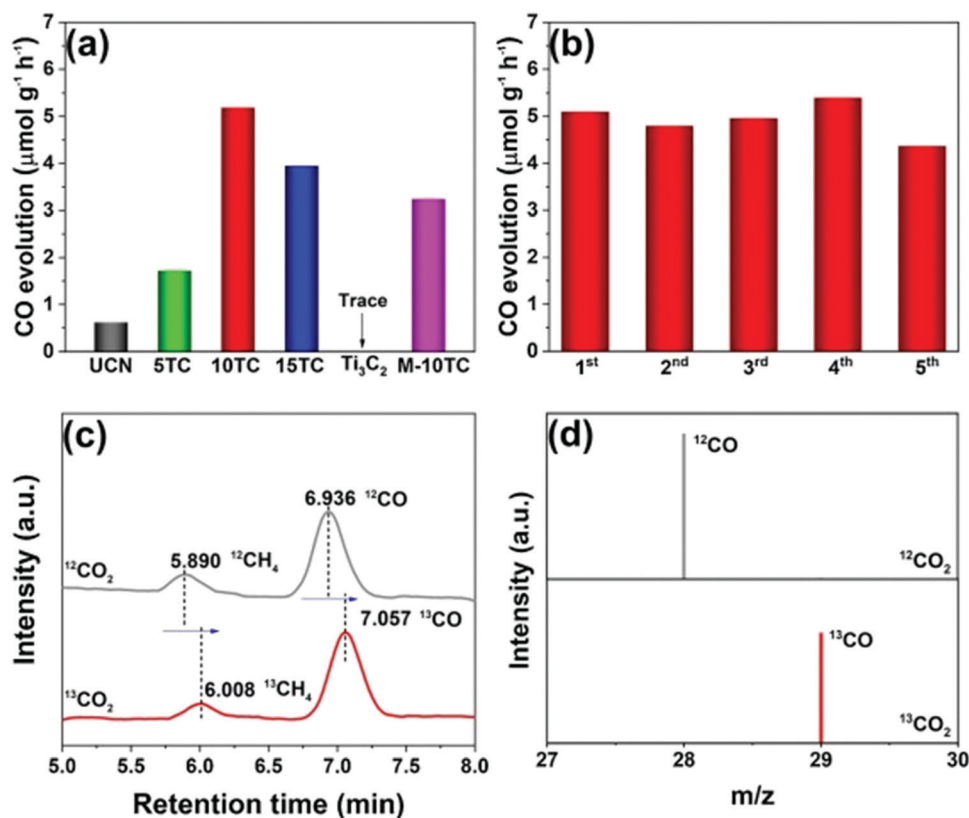 (a)
CO evolution (μmol g⁻¹ h⁻¹)
7
6
5
4
3
2
1
0
Trace
UCN 5TC 10TC 15TC Ti₃C₂ M-10TC
(b)
CO evolution (μmol g⁻¹ h⁻¹)
7
6
5
4
3
2
1
0
1ˢᵗ 2ⁿᵈ 3ʳᵈ 4ᵗʰ 5ᵗʰ
(c)
Intensity (a.u.)
6.936 ¹²CO
5.890 ¹²CH₄
¹²CO₂
7.057 ¹³CO
6.008 ¹³CH₄
¹³CO₂
5.0 5.5 6.0 6.5 7.0 7.5 8.0
Retention time (min)
(d)
Intensity (a.u.)
¹²CO
¹²CO₂
¹³CO
¹³CO₂
27 28 29 30
m/z